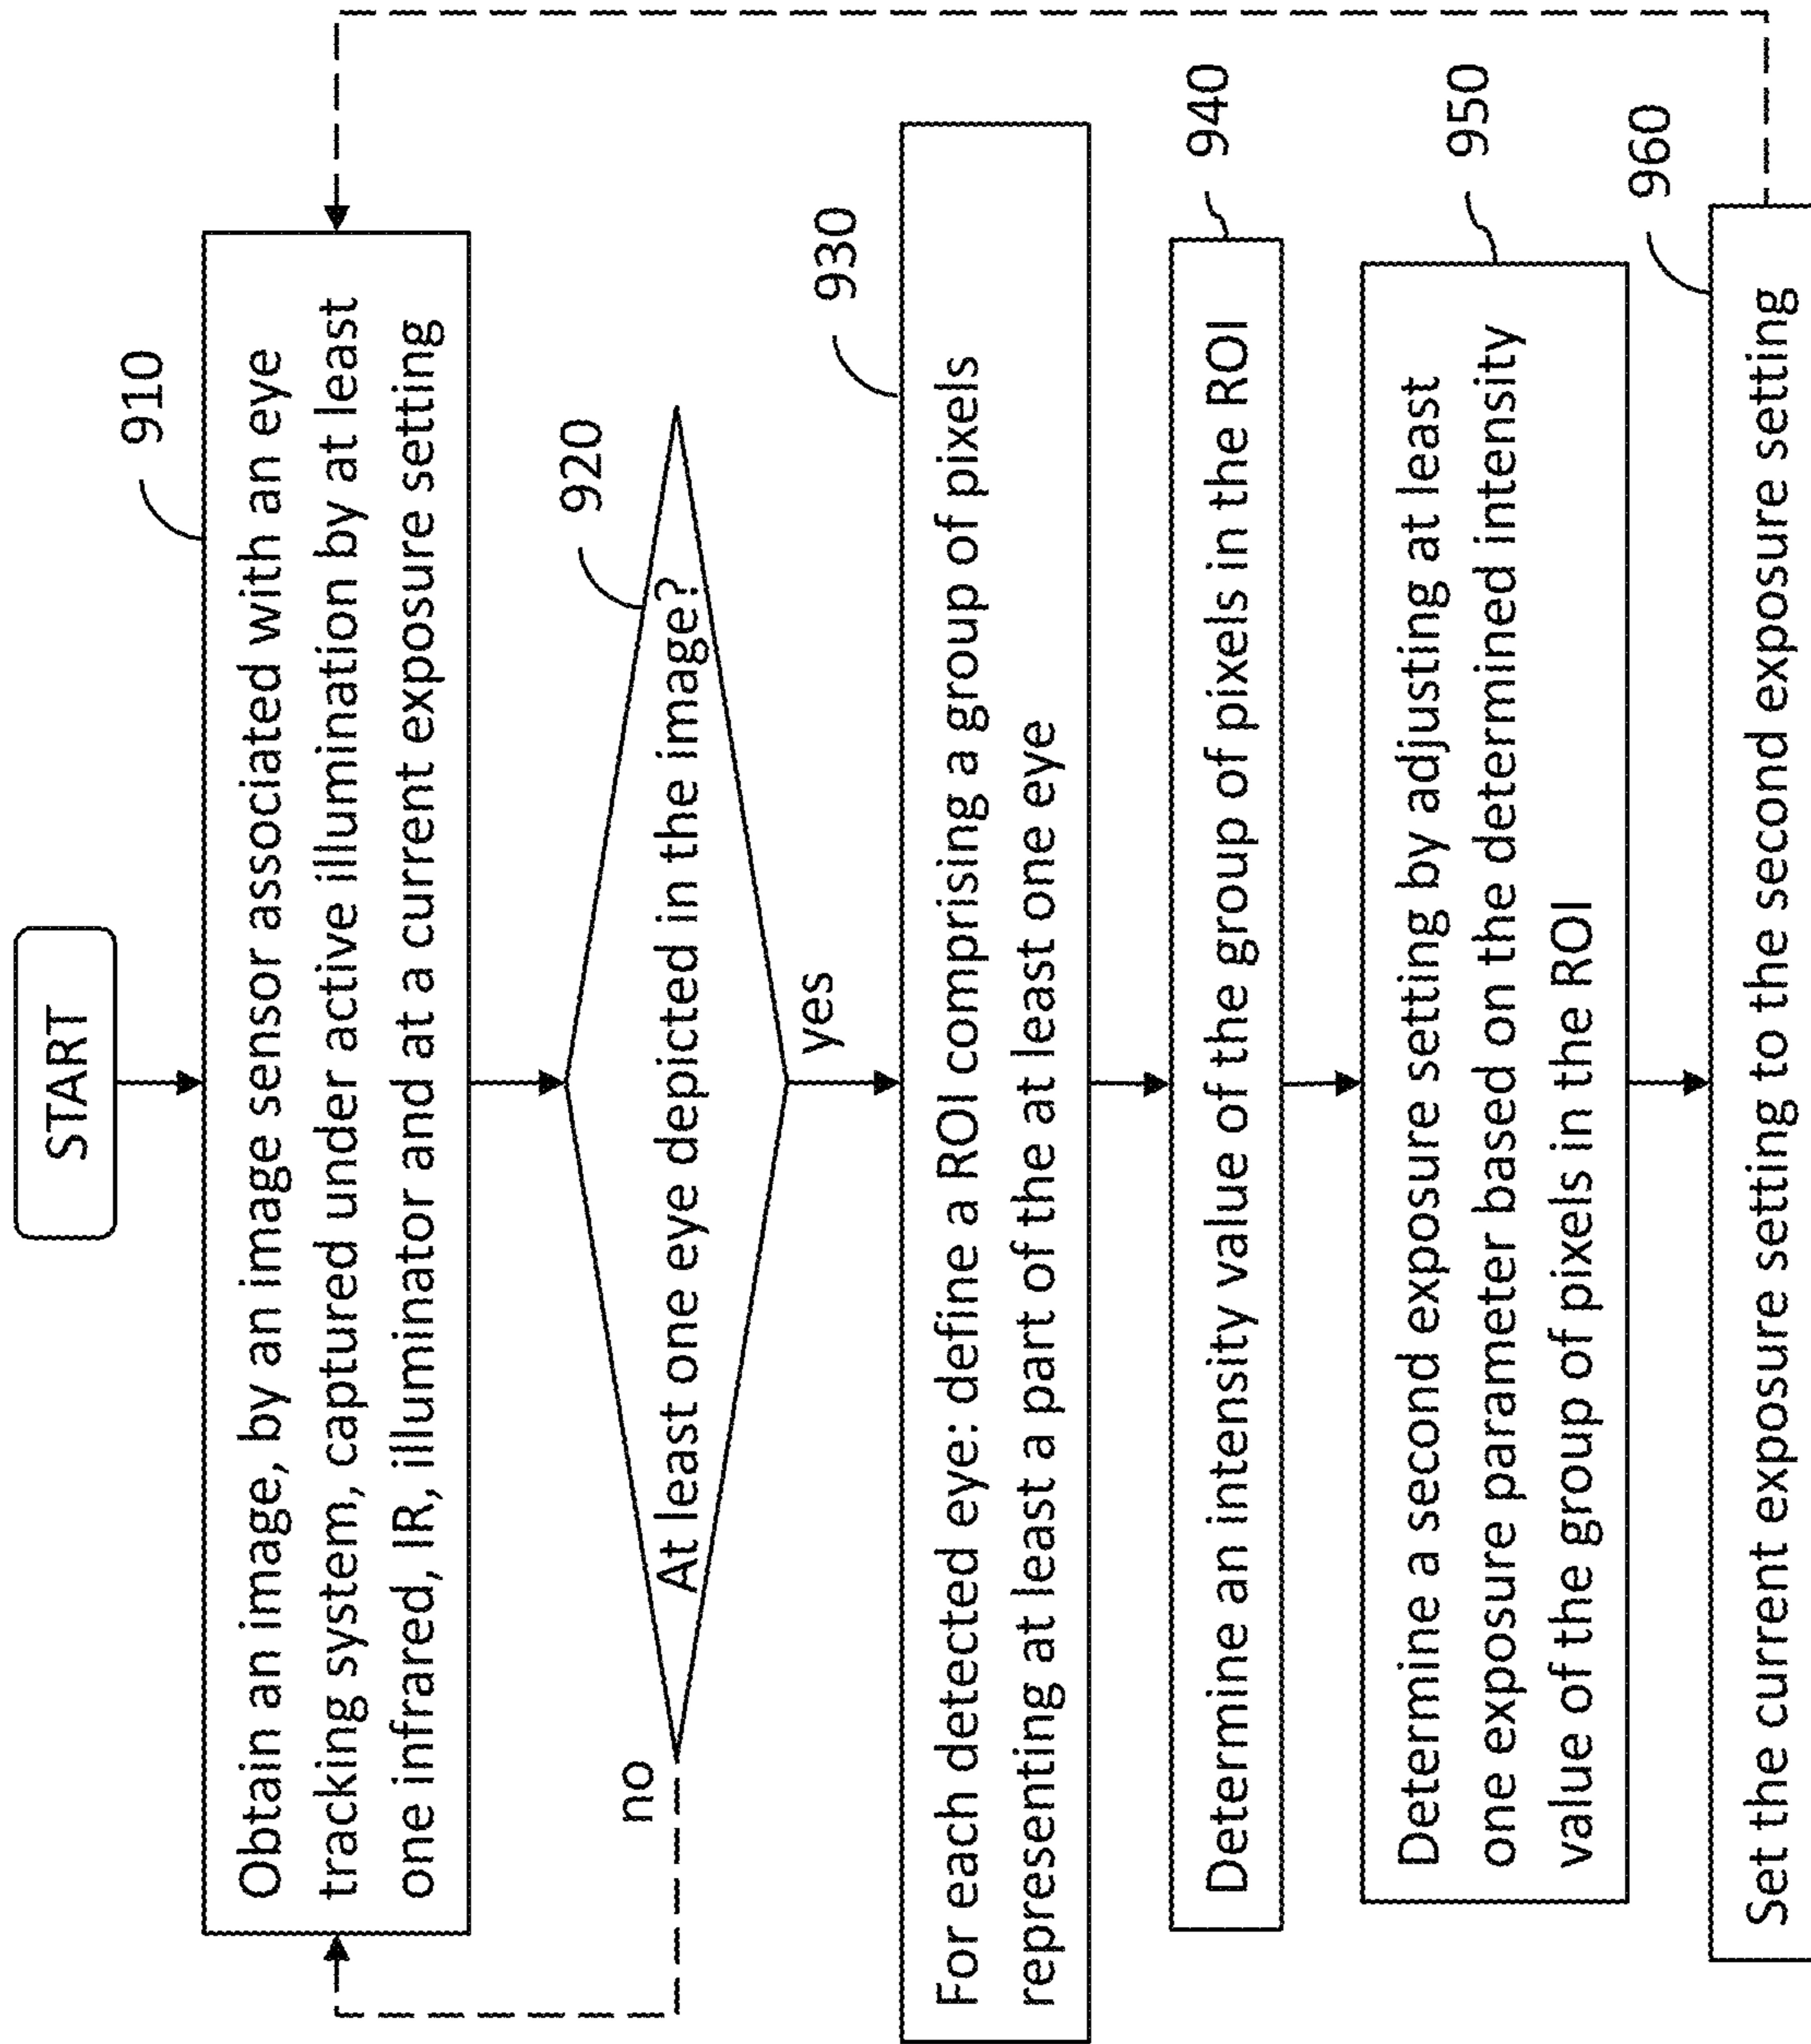 START
910
Obtain an image, by an image sensor associated with an eye
tracking system, captured under active illumination by at least
one infrared, IR, illuminator and at a current exposure setting
920
At least one eye depicted in the image?
no
yes
930
For each detected eye: define a ROI comprising a group of pixels
representing at least a part of the at least one eye
940
Determine an intensity value of the group of pixels in the ROI
950
Determine a second exposure setting by adjusting at least
one exposure parameter based on the determined intensity
value of the group of pixels in the ROI
960
Set the current exposure setting to the second exposure setting